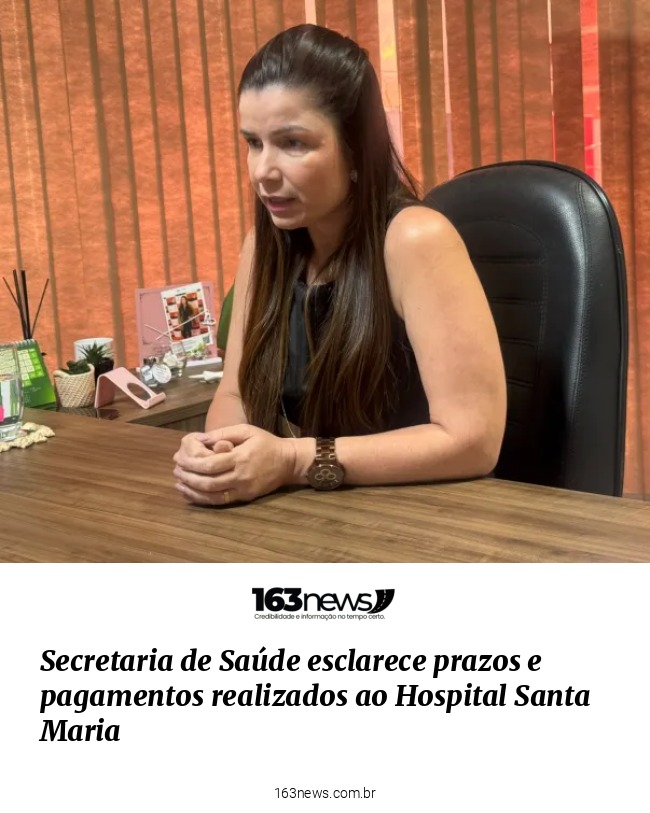 163news
Credibilidade e informação no tempo certo.
Secretaria de Saúde esclarece prazos e
pagamentos realizados ao Hospital Santa
Maria
163news.com.br